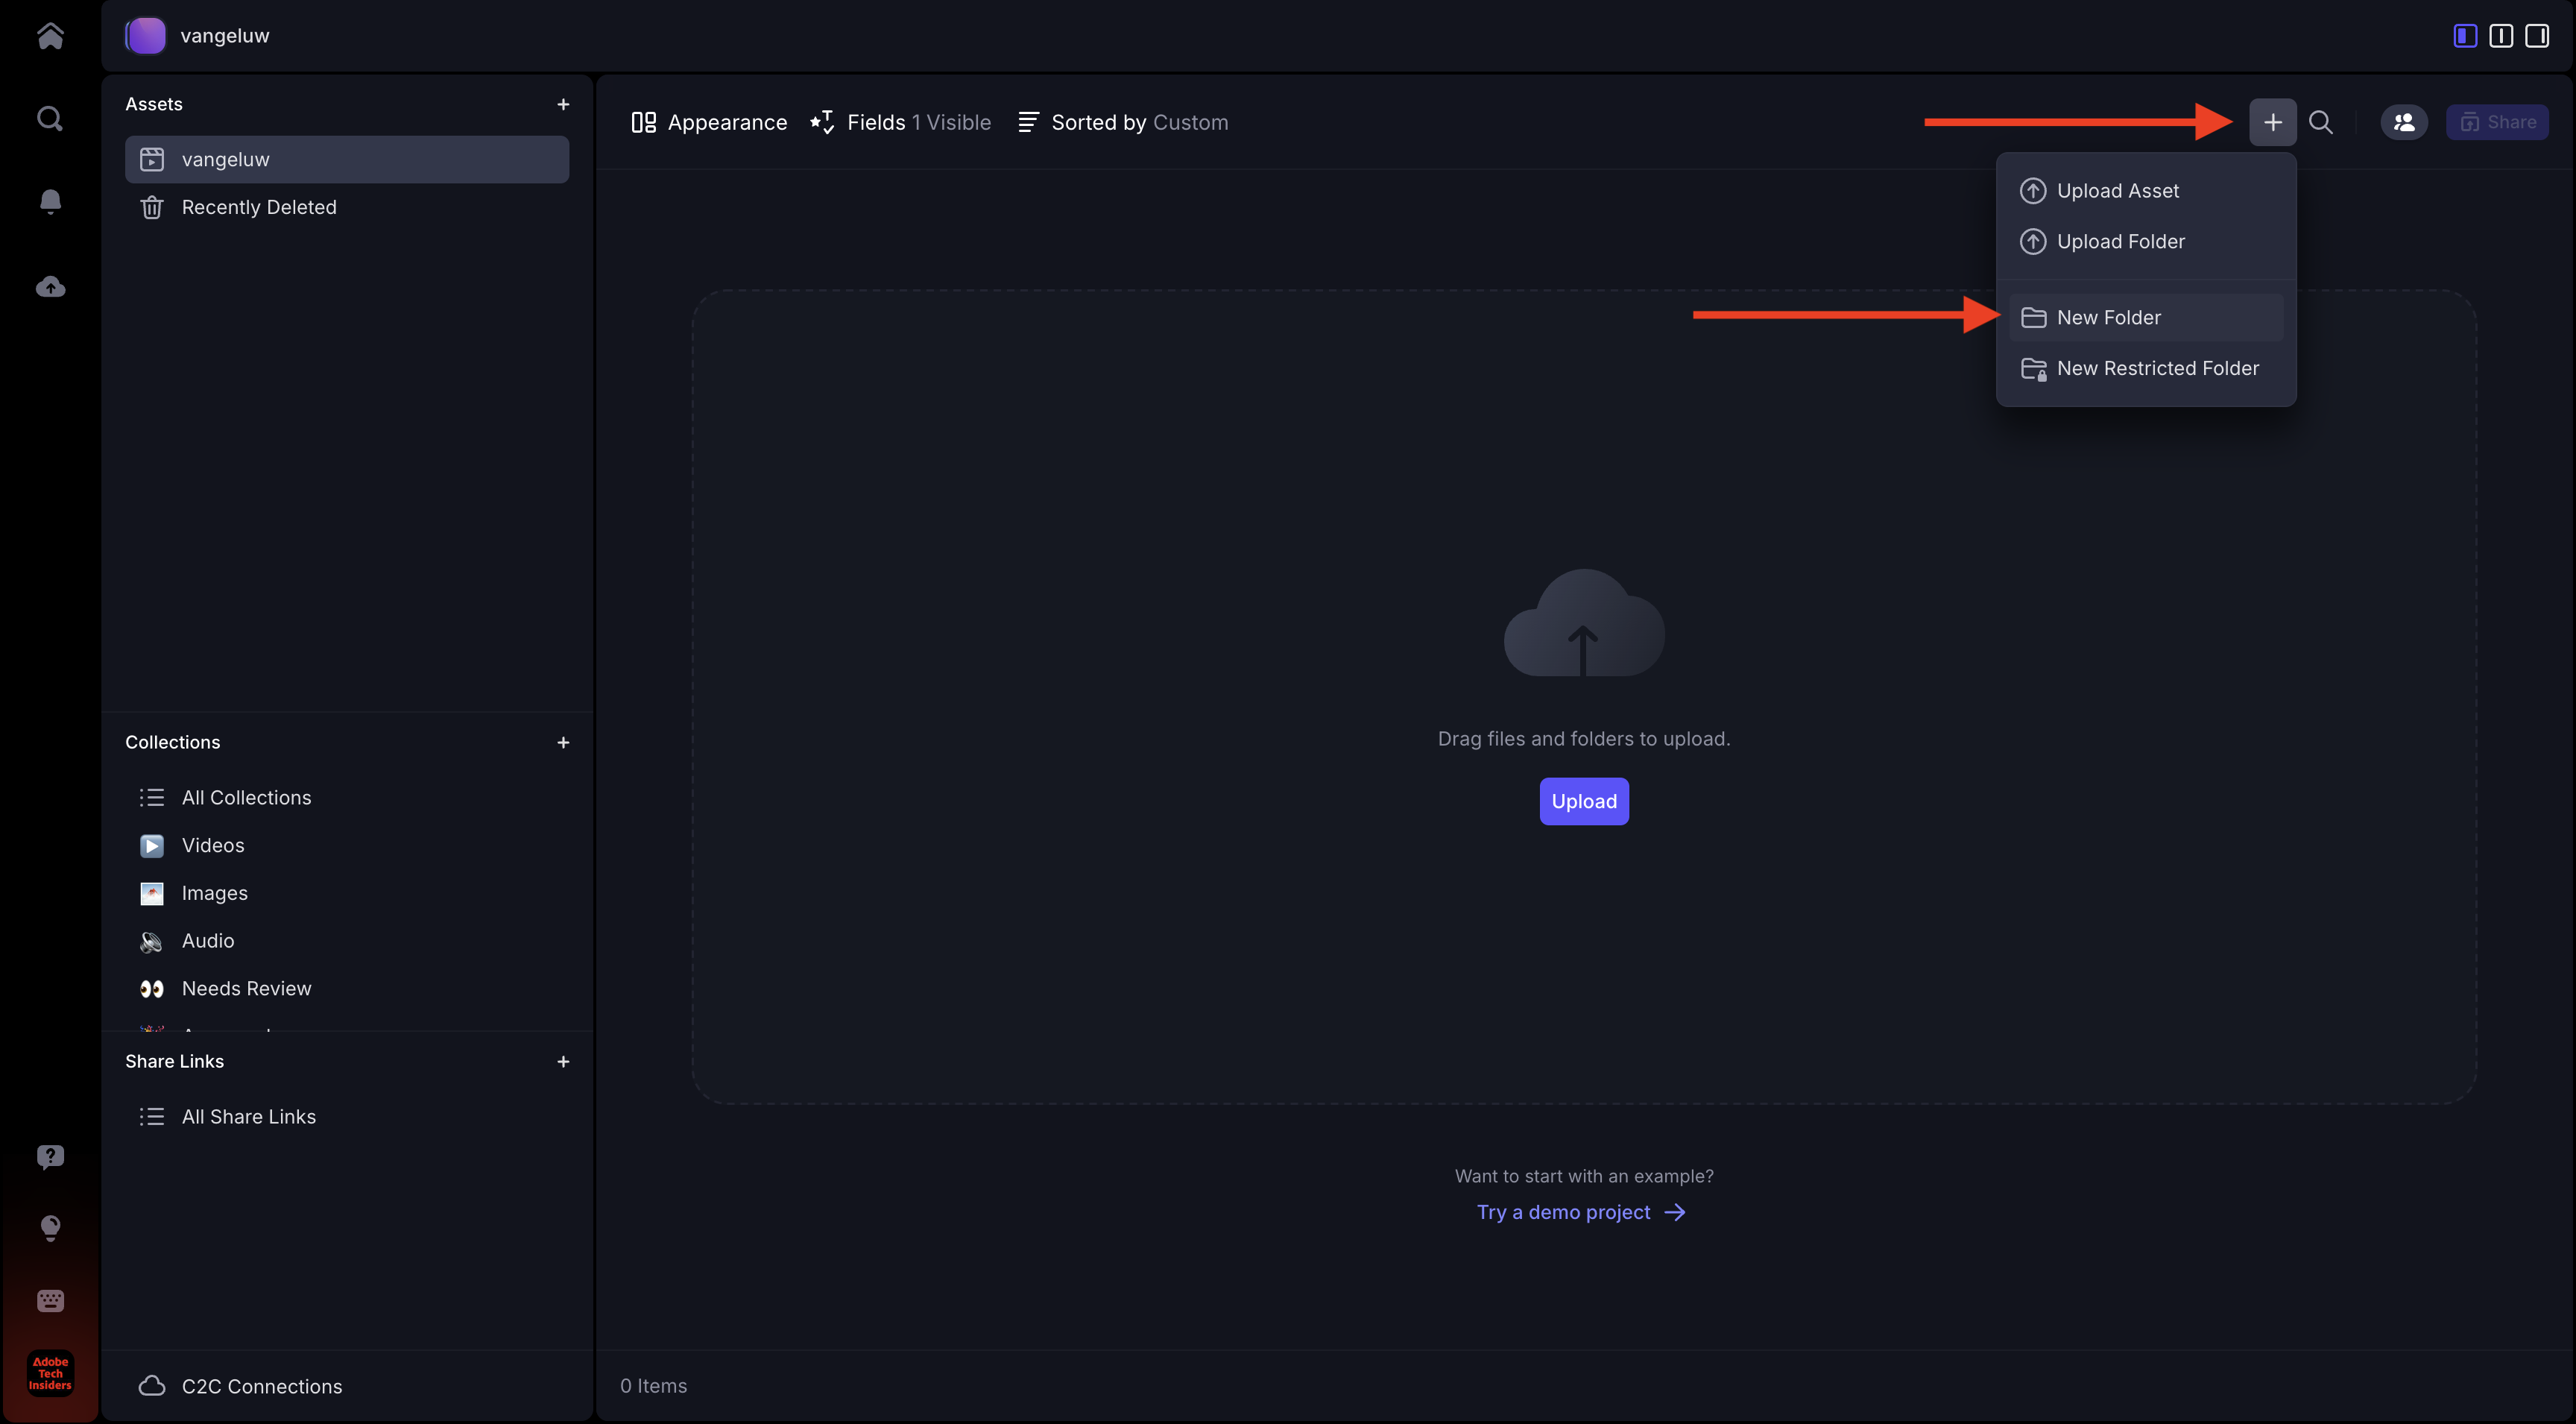 vangeluw
Assets
vangeluw
Recently Deleted
Appearance
Fields 1 Visible
Sorted by Custom
Share
Upload Asset
Upload Folder
New Folder
New Restricted Folder
Drag files and folders to upload.
Upload
Collections
All Collections
Videos
Images
Audio
Needs Review
Share Links
All Share Links
Want to start with an example?
Try a demo project
Adobe
Tech
Insiders
C2C Connections
0 Items